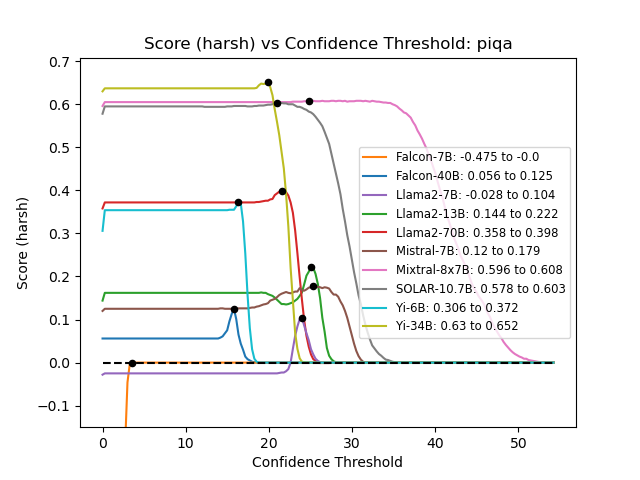 Score (harsh) vs Confidence Threshold: piqa
0.7
0.6
0.5
0.4
0.3
0.2
0.1
0.0
−0.1
Score (harsh)
Falcon-7B: -0.475 to -0.0
Falcon-40B: 0.056 to 0.125
Llama2-7B: -0.028 to 0.104
Llama2-13B: 0.144 to 0.222
Llama2-70B: 0.358 to 0.398
Mistral-7B: 0.12 to 0.179
Mixtral-8x7B: 0.596 to 0.608
SOLAR-10.7B: 0.578 to 0.603
Yi-6B: 0.306 to 0.372
Yi-34B: 0.63 to 0.652
0 10 20 30 40 50
Confidence Threshold